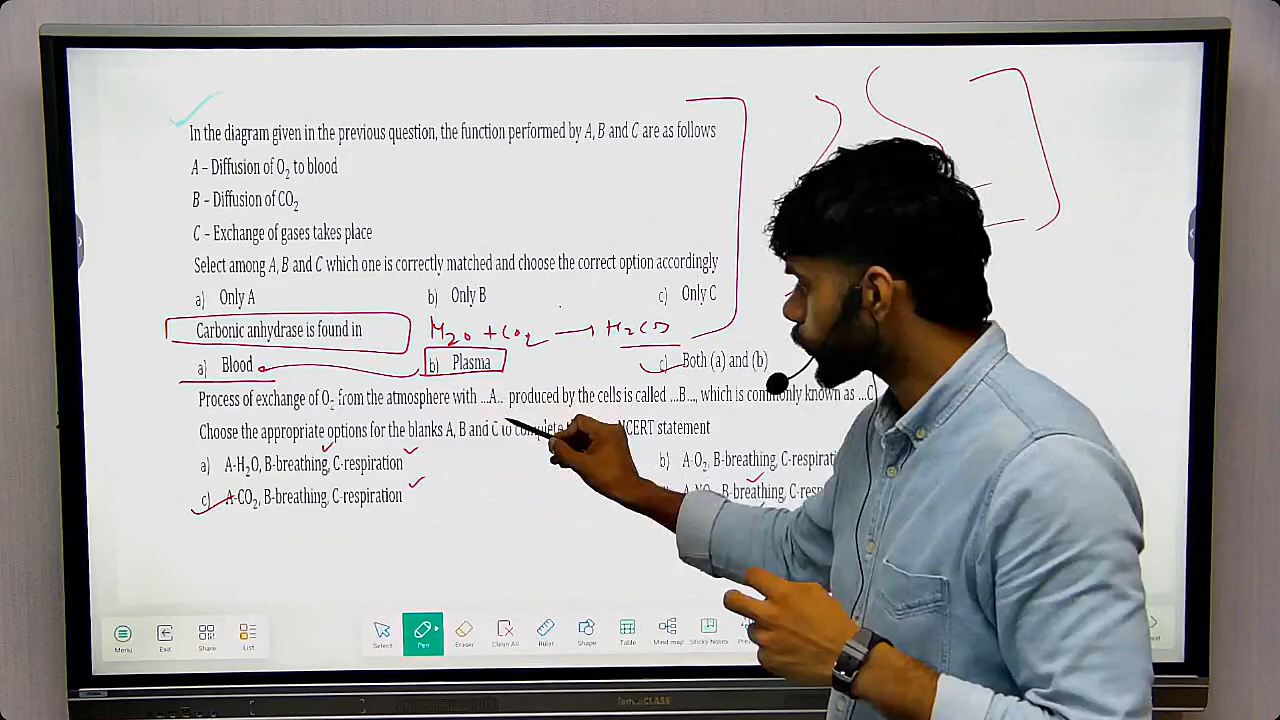 In the diagram given in the previous question, the function performed by A, B and C are as follows
A – Diffusion of O₂ to blood
B – Diffusion of CO₂
C – Exchange of gases takes place
Select among A, B and C which one is correctly matched and choose the correct option accordingly
a) Only A b) Only B c) Only C
Carbonic anhydrase is found in H₂O + CO₂ → H₂CO
a) Blood b) Plasma c) Both (a) and (b)
Process of exchange of O₂ from the atmosphere with ...A.. produced by the cells is called ...B..., which is commonly known as ...C
Choose the appropriate options for the blanks A, B and C to complete NCERT statement
a) A-H₂O, B-breathing, C-respiration b) A-O₂, B-breathing, C-respirati
c) A-CO₂, B-breathing, C-respiration B-breathing, C-res
Menu Exit Share List Select Pen Eraser Clean All Ruler Shape Table Mind map Sticky Notes
CLASS